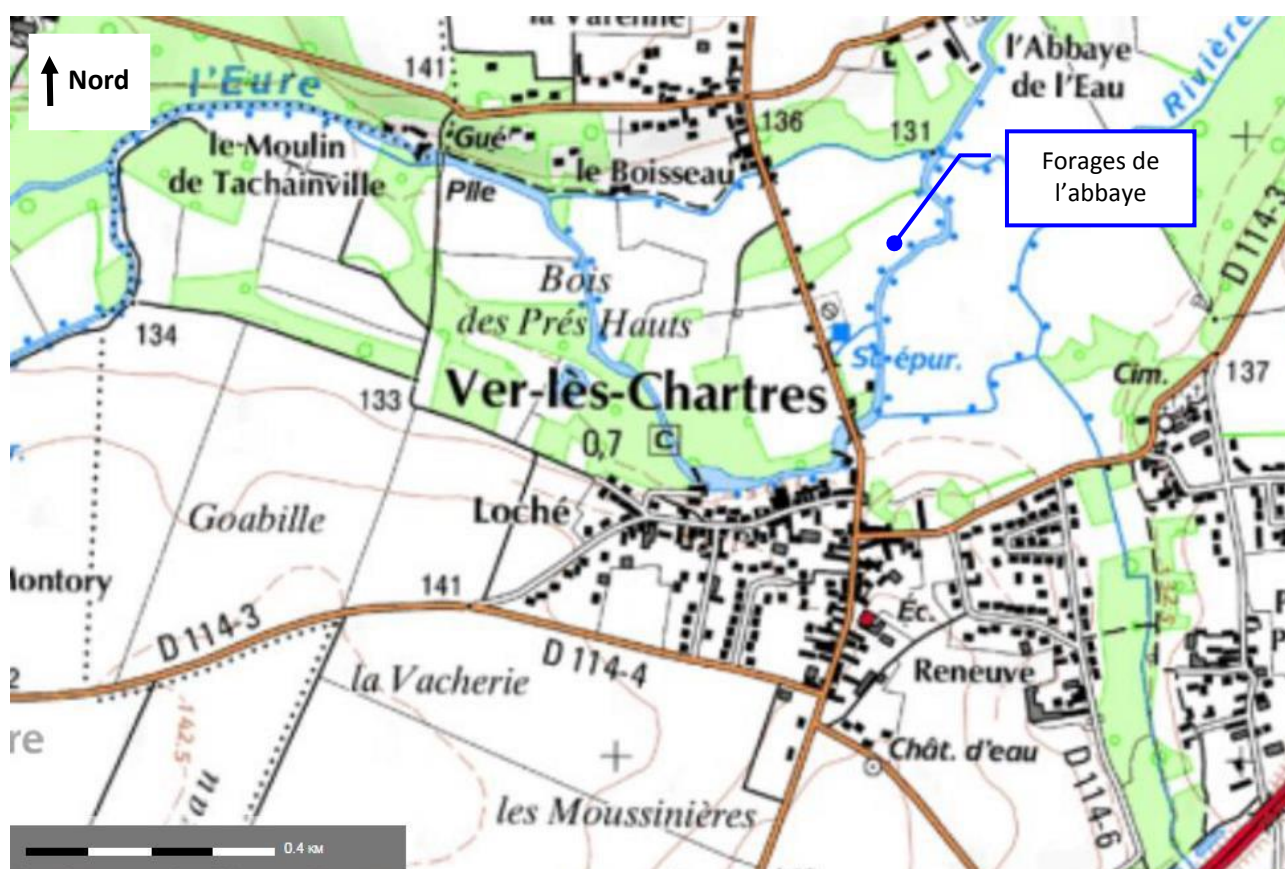 la Varenne
Nord
l'Eure
141
l'Abbaye
de l'Eau
Rivière
136
131
Gué
le Moulin
de Tachainville
le Boisseau
Plle
Forages de
l'abbaye
D 114-3
Bois
des Prés Hauts
134
St. épur.
Ver-lès-Chartres
Cim.
137
133
0,7
C
Loché
Goabille
Montory
141
D 114-3
D 114-4
Éc.
la Vacherie
Reneuve
142.5
re
Chât. d'eau
D 114-6
les Moussinières
0.4 км